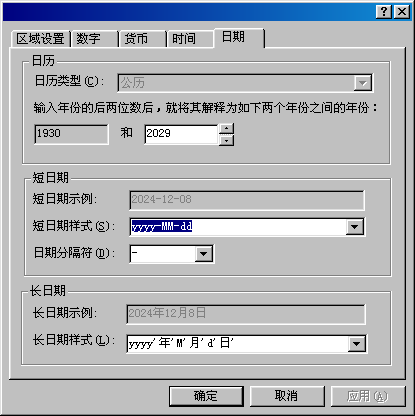 区域设置 数字 货币 时间 日期
日历
日历类型(C): 公历
输入年份的后两位数后，就将其解释为如下两个年份之间的年份：
1930 和 2029
短日期
短日期示例: 2024-12-08
短日期样式(S): yyyy-MM-dd
日期分隔符(D): -
长日期
长日期示例: 2024年12月8日
长日期样式(L): yyyy'年'M'月'd'日'
确定 取消 应用(A)